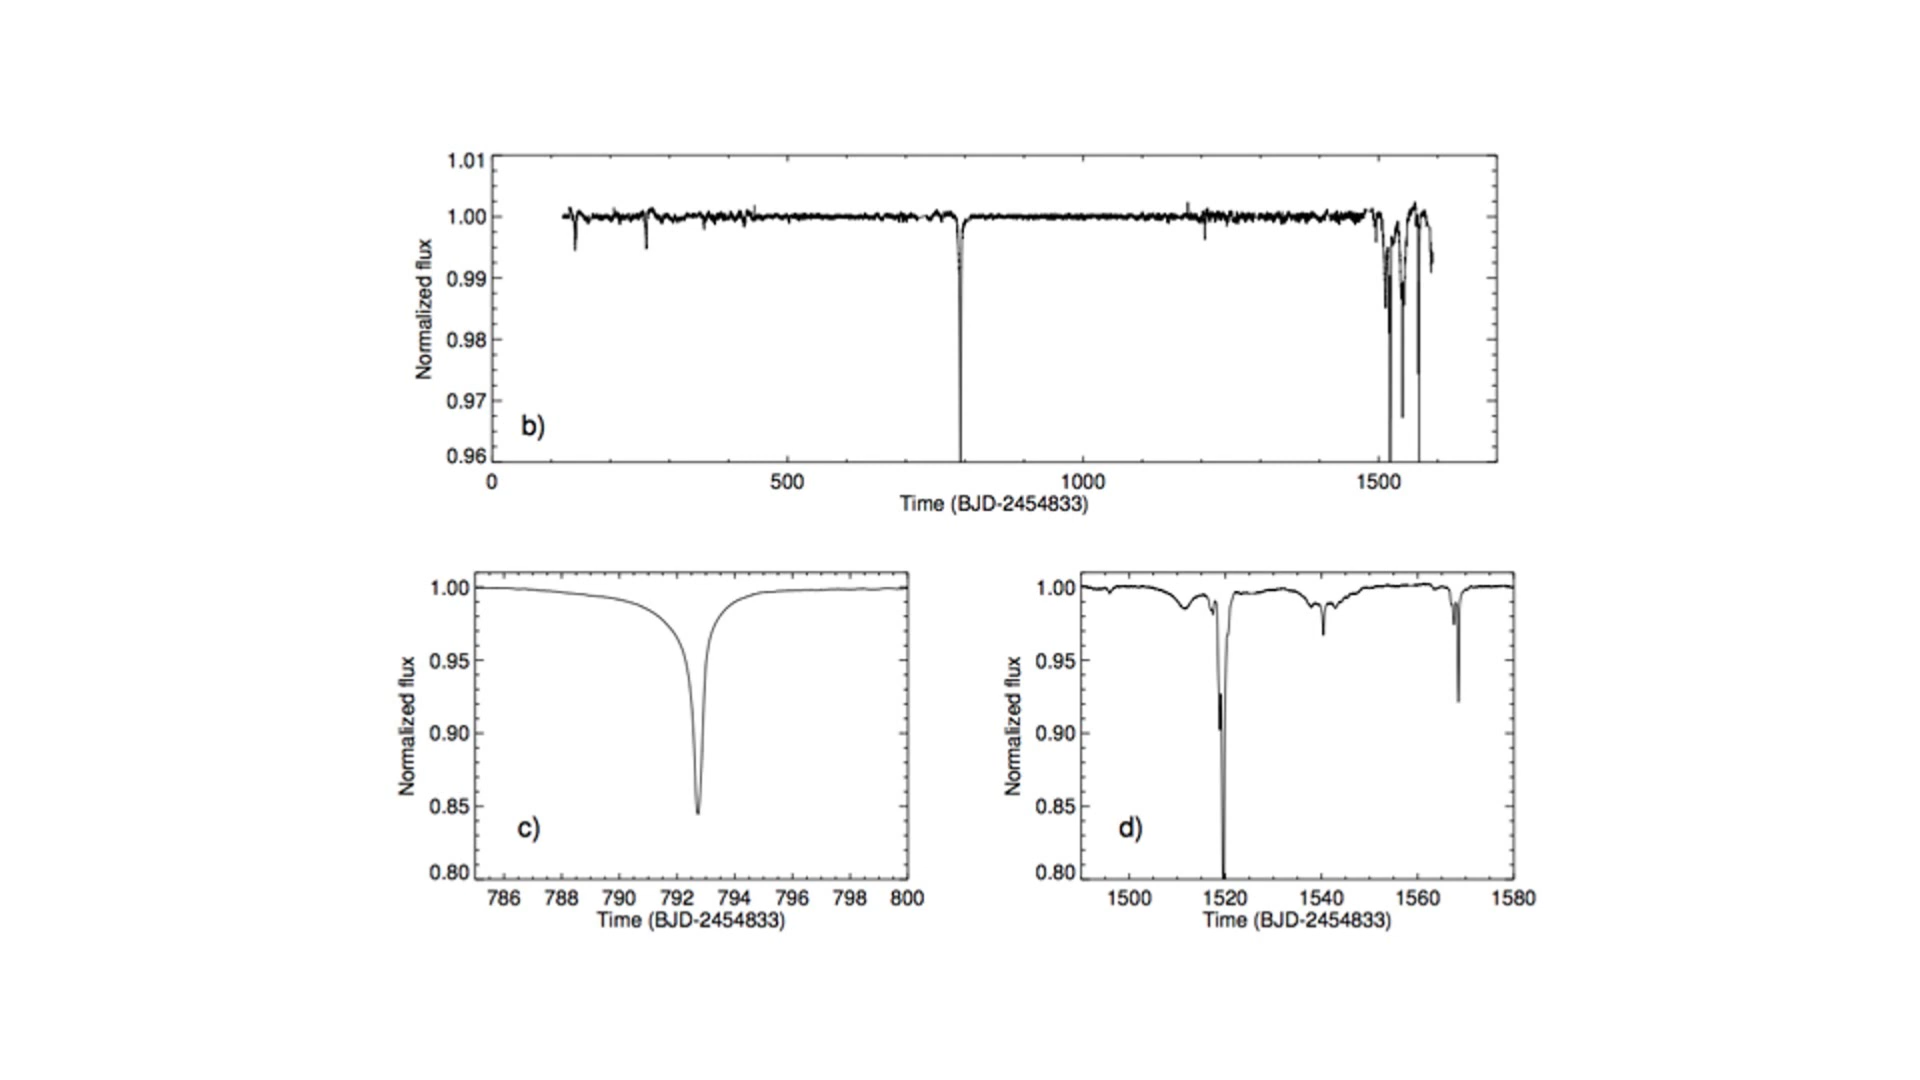 1.01
1.00
0.99
0.98
0.97
0.96
Normalized flux
b)
0 500 1000 1500
Time (BJD-2454833)
1.00
0.95
0.90
0.85
0.80
Normalized flux
c)
786 788 790 792 794 796 798 800
Time (BJD-2454833)
1.00
0.95
0.90
0.85
0.80
Normalized flux
d)
1500 1520 1540 1560 1580
Time (BJD-2454833)